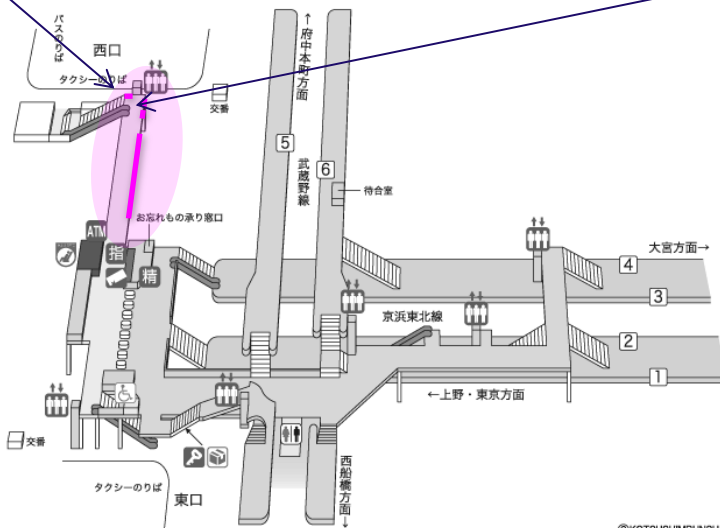 バスのりば
西口
タクシーのりば
交番
←府中本町方面
5
6
武蔵野線
待合室
お忘れもの承り窓口
ATM
指
精
大宮方面→
4
3
京浜東北線
2
1
←上野・東京方面
交番
タクシーのりば
東口
西船橋方面→